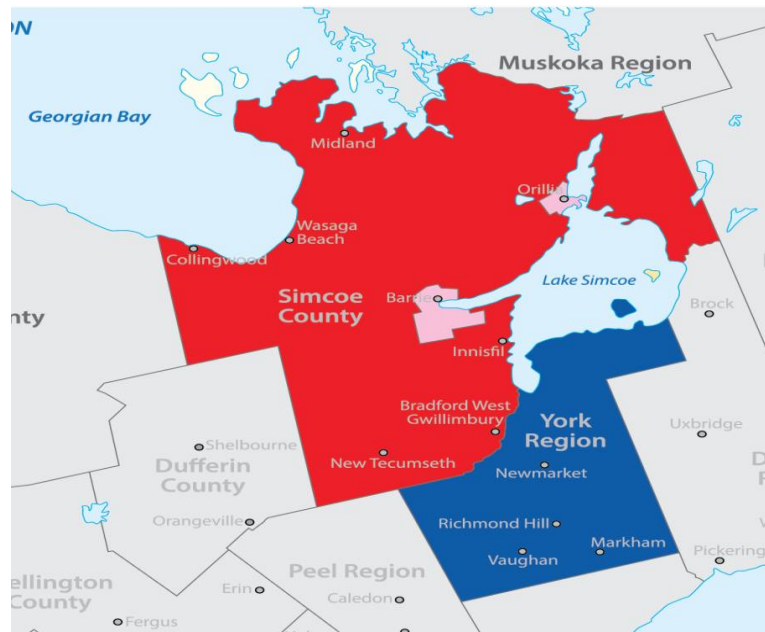 ON
Muskoka Region
Georgian Bay
Midland
Orillia
Wasaga
Beach
Collingwood
Lake Simcoe
Simcoe
County
Barrie
Brock
nty
Innisfil
Bradford West
Gwillimbury
York
Region
Uxbridge
Shelbourne
New Tecumseth
Newmarket
Dufferin
County
D
Orangeville
Richmond Hill
Vaughan
Markham
Pickering
Peel Region
ellington
County
Erin
Caledon
Fergus